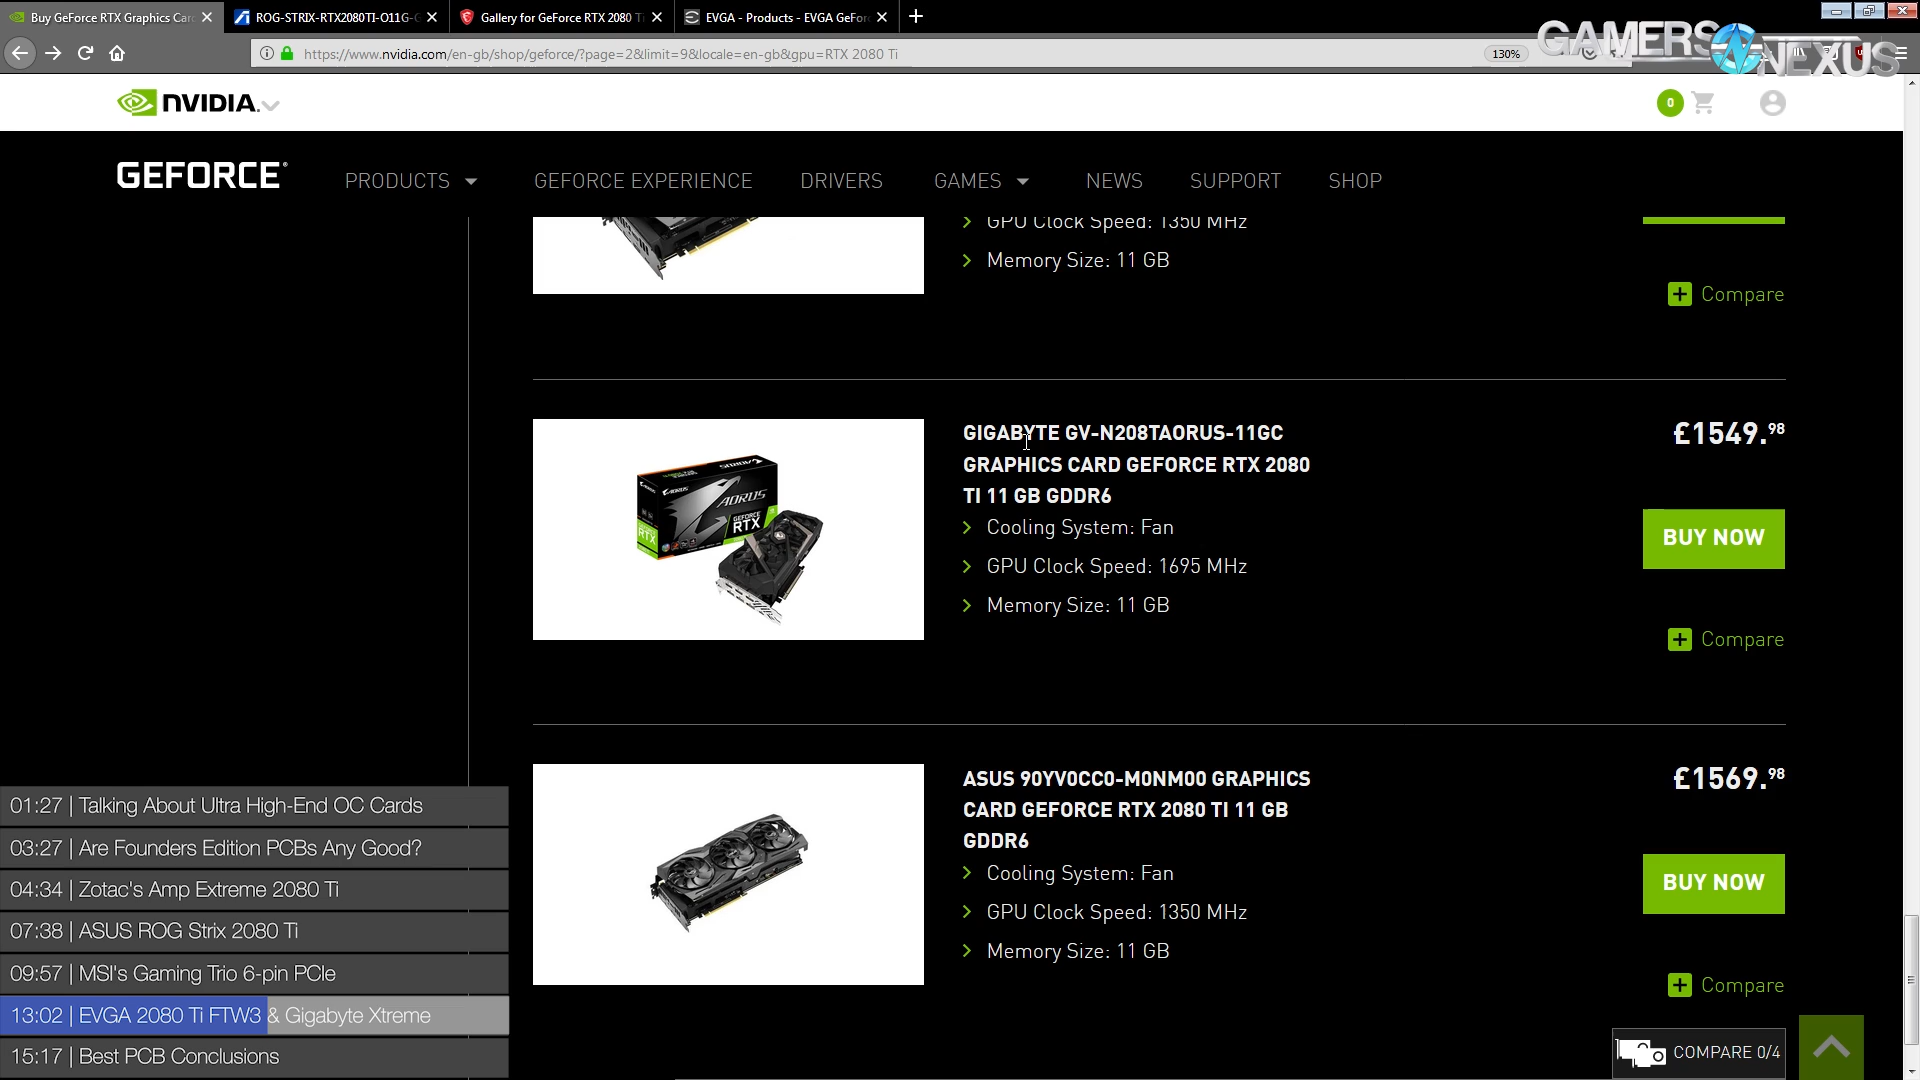 Buy GeForce RTX Graphics Car
ROG-STRIX-RTX2080TI-O11G-G
Gallery for GeForce RTX 2080 T
EVGA - Products - EVGA GeFor
https://www.nvidia.com/en-gb/shop/geforce/?page=2&limit=9&locale=en-gb&gpu=RTX 2080 Ti
130%
GAMERS NEXUS
NVIDIA.
0
GEFORCE
PRODUCTS
GEFORCE EXPERIENCE
DRIVERS
GAMES
NEWS
SUPPORT
SHOP
GPU Clock Speed: 1350 MHz
Memory Size: 11 GB
Compare
AORUS
GEFORCE
RTX
RTX
GIGABYTE GV-N208TAORUS-11GC
GRAPHICS CARD GEFORCE RTX 2080
TI 11 GB GDDR6
Cooling System: Fan
GPU Clock Speed: 1695 MHz
Memory Size: 11 GB
£1549.98
BUY NOW
Compare
ASUS 90YV0CC0-M0NM00 GRAPHICS
CARD GEFORCE RTX 2080 TI 11 GB
GDDR6
Cooling System: Fan
GPU Clock Speed: 1350 MHz
Memory Size: 11 GB
£1569.98
BUY NOW
Compare
COMPARE 0/4
01:27 | Talking About Ultra High-End OC Cards
03:27 | Are Founders Edition PCBs Any Good?
04:34 | Zotac's Amp Extreme 2080 Ti
07:38 | ASUS ROG Strix 2080 Ti
09:57 | MSI's Gaming Trio 6-pin PCIe
13:02 | EVGA 2080 Ti FTW3 & Gigabyte Xtreme
15:17 | Best PCB Conclusions